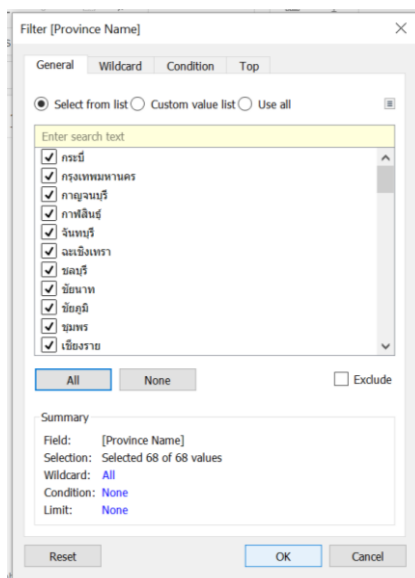 Filter [Province Name]
General Wildcard Condition Top
Select from list Custom value list Use all
Enter search text
กระบี่
กรุงเทพมหานคร
กาญจนบุรี
กาฬสินธุ์
จันทบุรี
ฉะเชิงเทรา
ชลบุรี
ชัยนาท
ชัยภูมิ
ชุมพร
เชียงราย
All None Exclude
Summary
Field: [Province Name]
Selection: Selected 68 of 68 values
Wildcard: All
Condition: None
Limit: None
Reset OK Cancel